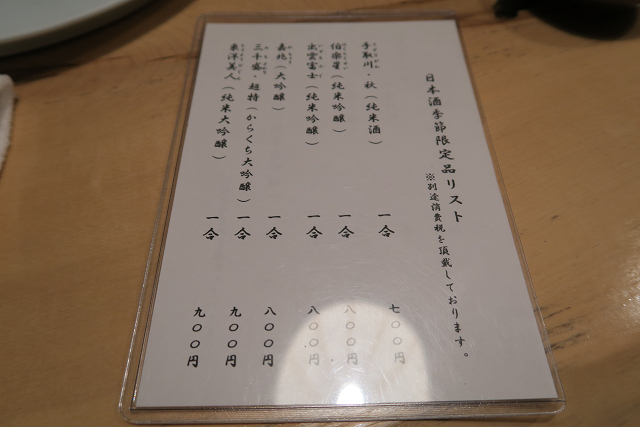 日本酒季節限定品リスト
※別途消費税を頂戴しております。
手取川・秋(純米酒) 一合 七〇〇円
伯楽星(純米吟醸) 一合 八〇〇円
出雲富士(純米吟醸) 一合 八〇〇円
嘉兆(大吟醸) 一合 八〇〇円
三千盛・超特(からくち大吟醸) 一合 九〇〇円
東洋美人(純米大吟醸) 一合 九〇〇円